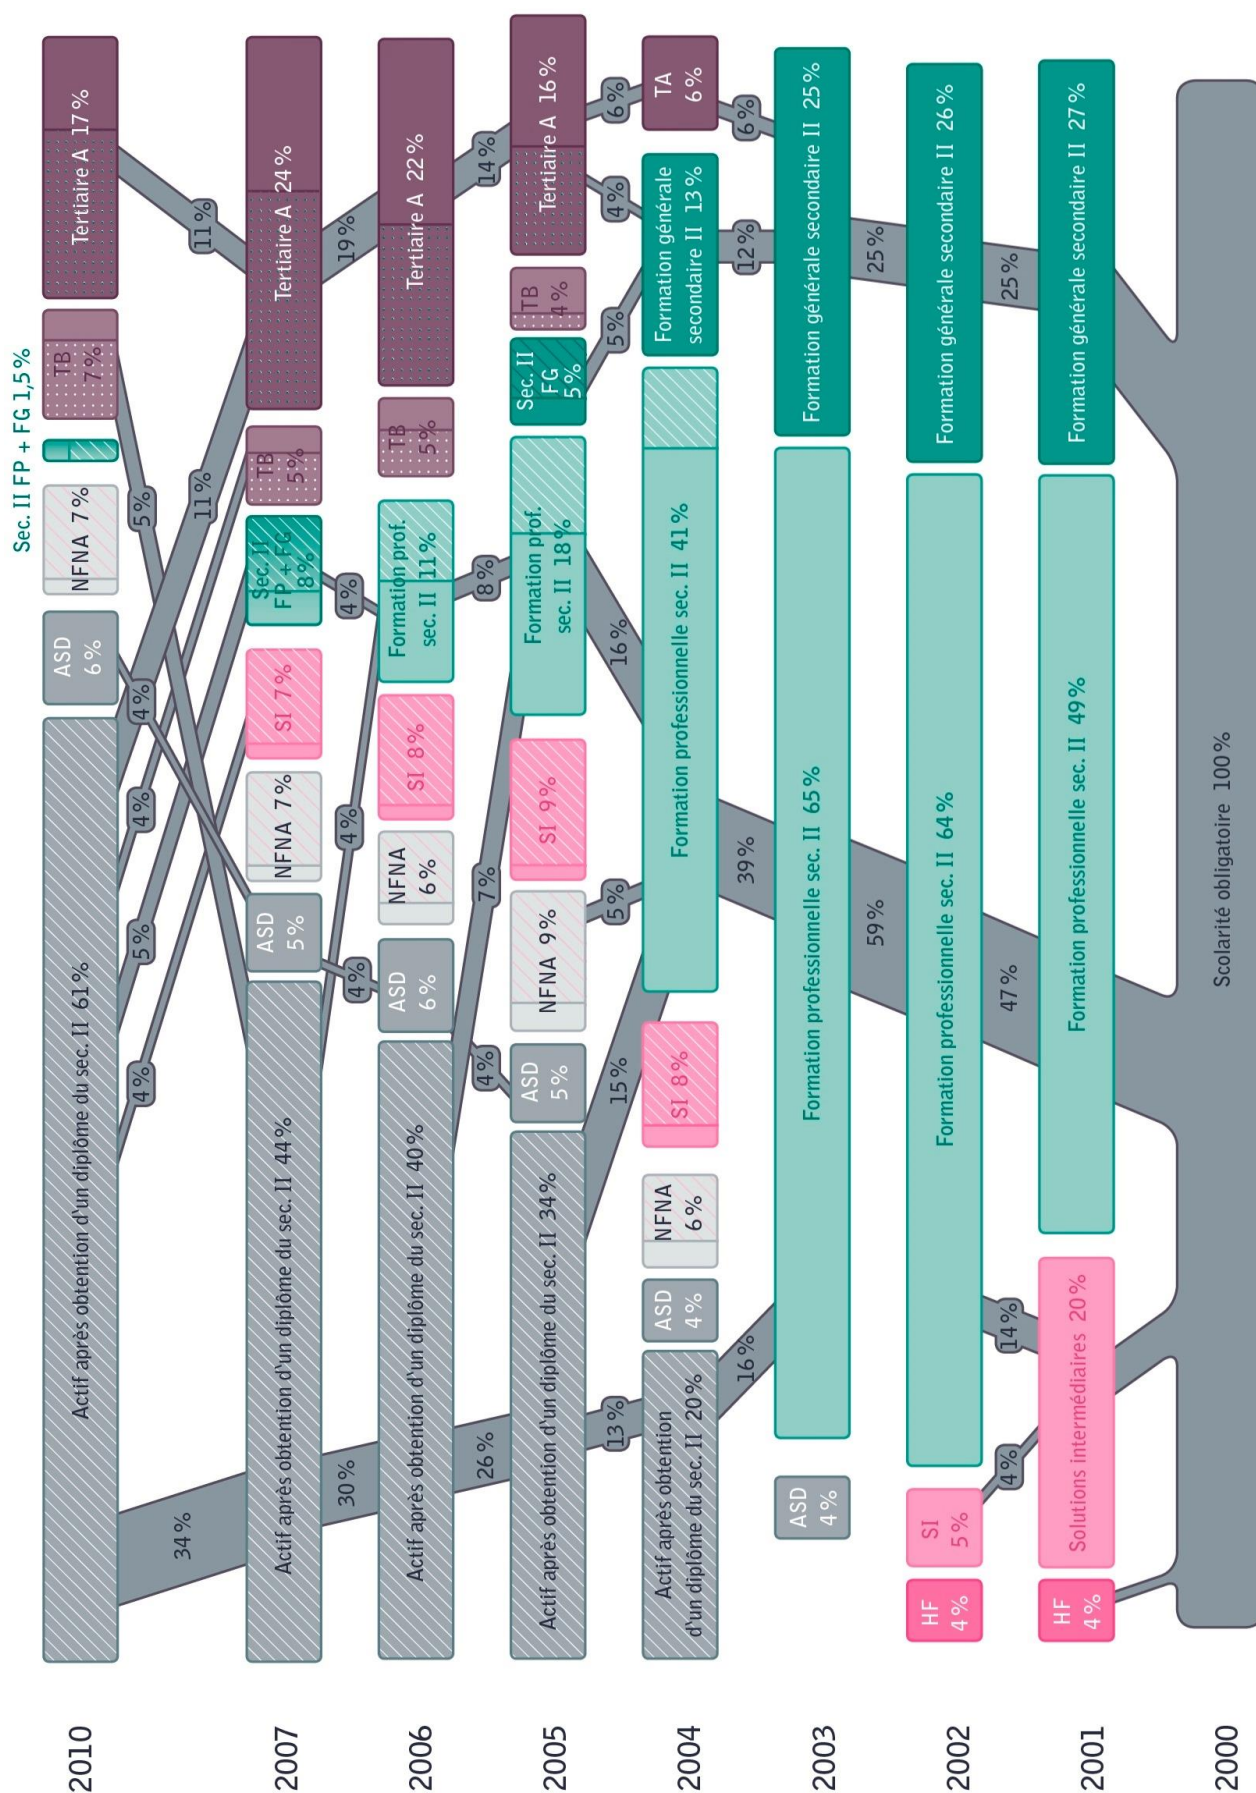 Sec. II FP + FG 1,5 %
2010
Actif après obtention d'un diplôme du sec. II 61 %
ASD
6 %
NFNA 7 %
TB
7 %
Tertiaire A 17 %
34 %
4 %
5 %
4 %
4 %
5 %
11 %
11 %
2007
Actif après obtention d'un diplôme du sec. II 44 %
ASD
5 %
NFNA 7 %
SI 7 %
Sec. II
FP + FG
8 %
TB
5 %
Tertiaire A 24 %
30 %
4 %
4 %
4 %
19 %
2006
Actif après obtention d'un diplôme du sec. II 40 %
ASD
6 %
NFNA
6 %
SI 8 %
Formation prof.
sec. II 11 %
TB
5 %
Tertiaire A 22 %
26 %
4 %
7 %
8 %
14 %
2005
Actif après obtention d'un diplôme du sec. II 34 %
ASD
5 %
NFNA 9 %
SI 9 %
Formation prof.
sec. II 18 %
Sec. II
FG
5 %
TB
4 %
Tertiaire A 16 %
13 %
15 %
5 %
16 %
5 %
4 %
6 %
2004
Actif après obtention
d'un diplôme du sec. II 20 %
ASD
4 %
NFNA
6 %
SI 8 %
Formation professionnelle sec. II 41 %
Formation générale
secondaire II 13 %
TA
6 %
16 %
39 %
12 %
6 %
2003
ASD
4 %
Formation professionnelle sec. II 65 %
Formation générale secondaire II 25 %
59 %
25 %
2002
HF
4 %
SI
5 %
Formation professionnelle sec. II 64 %
Formation générale secondaire II 26 %
4 %
14 %
47 %
25 %
2001
HF
4 %
Solutions intermédiaires 20 %
Formation professionnelle sec. II 49 %
Formation générale secondaire II 27 %
2000
Scolarité obligatoire 100 %